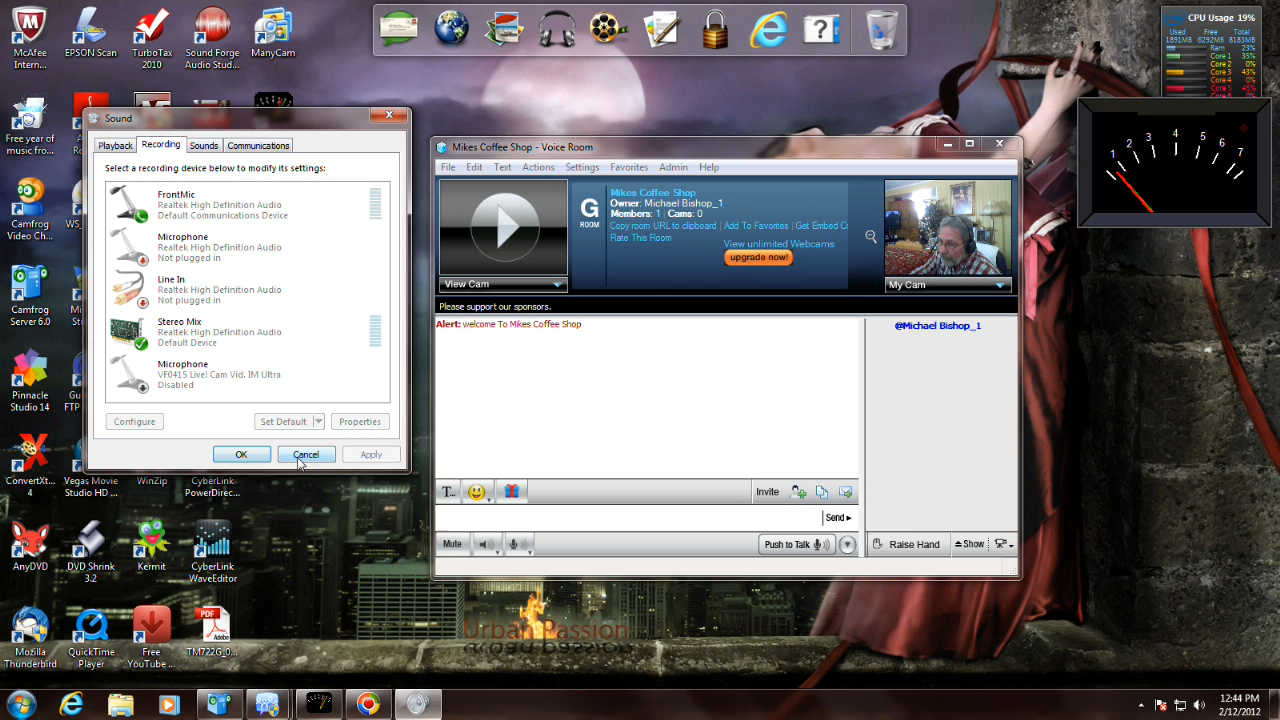 McAfee
Intern...
EPSON Scan
TurboTax
2010
Sound Forge
Audio Stud...
ManyCam
CPU Usage 19%
Used Free Total
1891MB 6292MB 8183MB
Ram 23%
Core 1 35%
Core 2 0%
Core 3 43%
Core 4 0%
Core 5 45%
1 2 3 4 5 6 7
Free year of
music from...
Camfrog
Video Ch...
WS_
Camfrog
Server 6.0
Mi
Stu
Pinnacle
Studio 14
Gu
FTP
ConvertXt...
4
Vegas Movie
Studio HD ...
WinZip
CyberLink
PowerDirec...
AnyDVD
DVD Shrink
3.2
Kermit
CyberLink
WaveEditor
Mozilla
Thunderbird
QuickTime
Player
Free
YouTube ...
PDF
Adobe
TM722G_0...
Sound
Playback Recording Sounds Communications
Select a recording device below to modify its settings:
FrontMic
Realtek High Definition Audio
Default Communications Device
Microphone
Realtek High Definition Audio
Not plugged in
Line In
Realtek High Definition Audio
Not plugged in
Stereo Mix
Realtek High Definition Audio
Default Device
Microphone
VF0415 Live! Cam Vid. IM Ultra
Disabled
Configure Set Default Properties
OK Cancel Apply
Mikes Coffee Shop - Voice Room
File Edit Text Actions Settings Favorites Admin Help
G
ROOM
Mikes Coffee Shop
Owner: Michael Bishop_1
Members: 1 | Cams: 0
Copy room URL to clipboard | Add To Favorites | Get Embed Co
Rate This Room
View unlimited Webcams
upgrade now!
View Cam
My Cam
Please support our sponsors.
Alert: welcome To Mikes Coffee Shop
@Michael Bishop_1
T...
Invite
Send
Mute
Push to Talk
Raise Hand
Show
Urban Passion
12:44 PM
2/12/2012